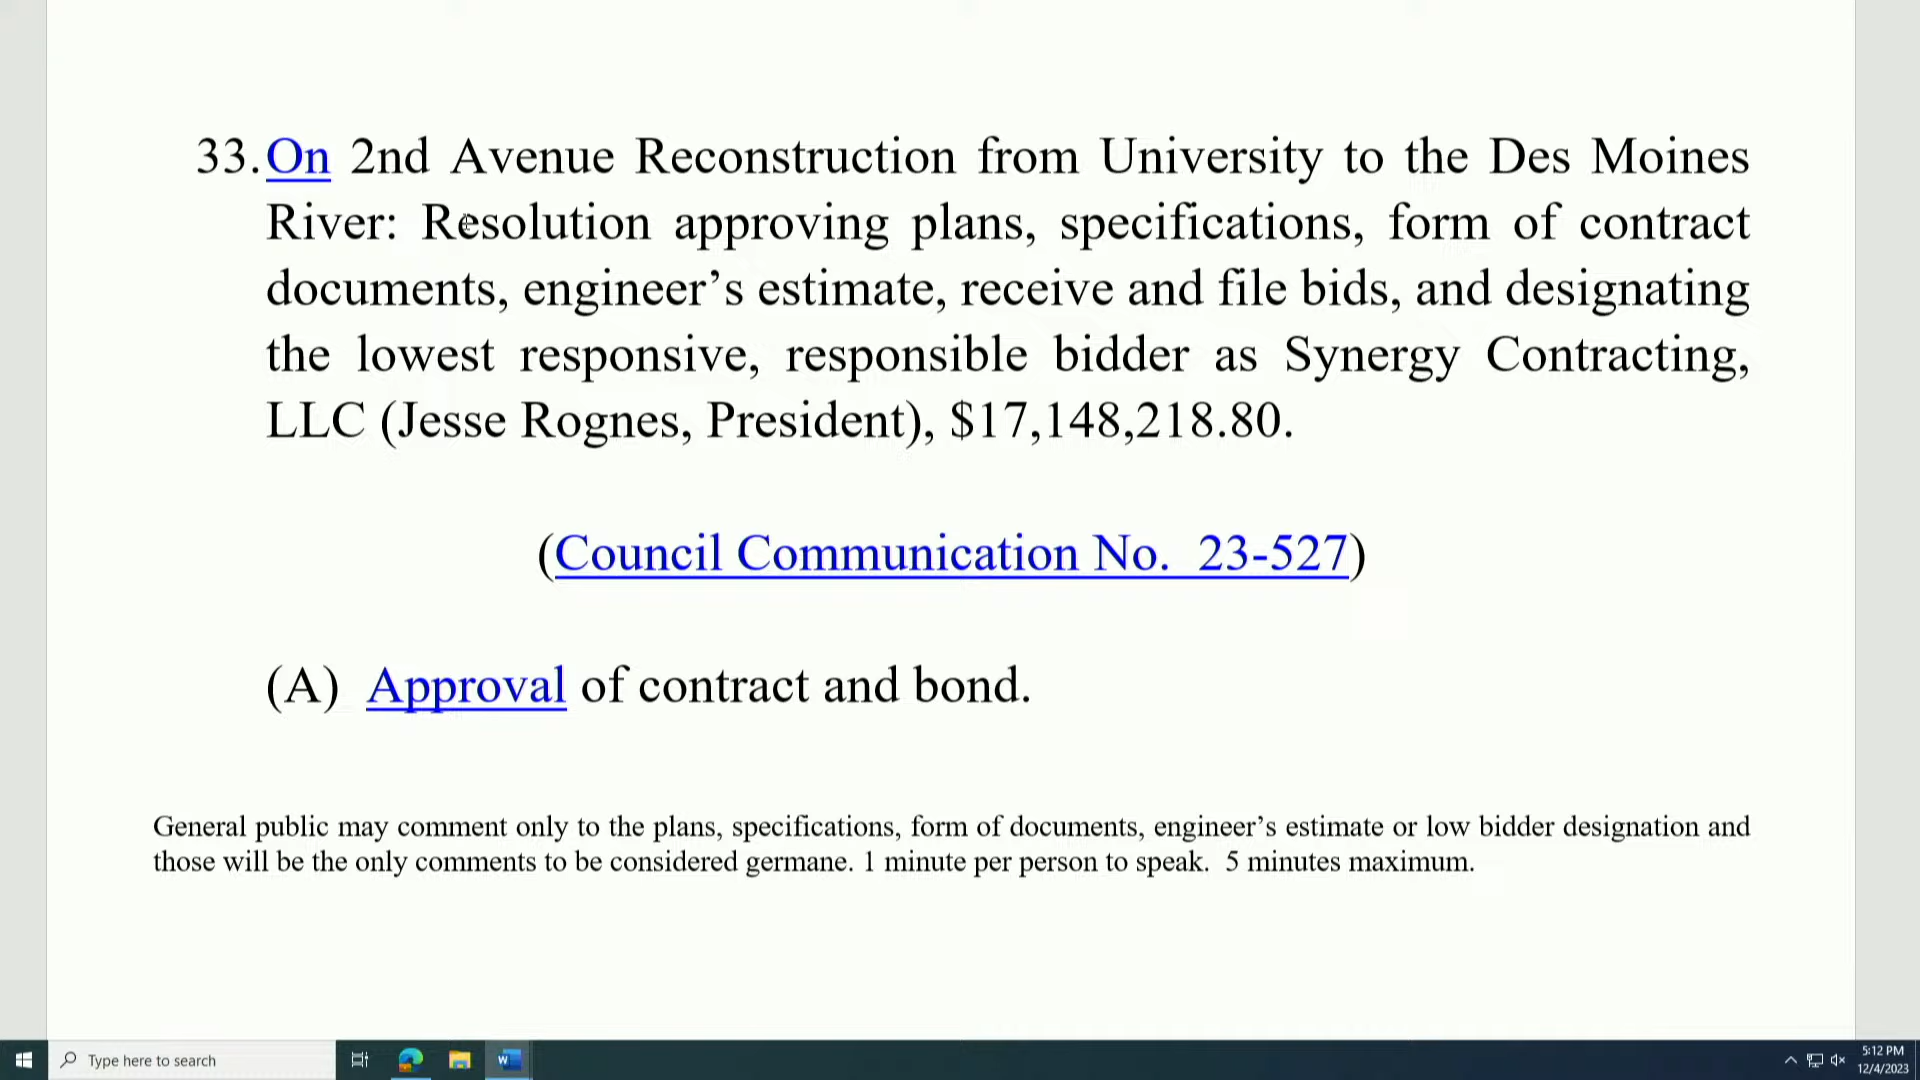 33. On 2nd Avenue Reconstruction from University to the Des Moines
River: Resolution approving plans, specifications, form of contract
documents, engineer’s estimate, receive and file bids, and designating
the lowest responsive, responsible bidder as Synergy Contracting,
LLC (Jesse Rognes, President), $17,148,218.80.
(Council Communication No.  23-527)
(A)  Approval of contract and bond.
General public may comment only to the plans, specifications, form of documents, engineer’s estimate or low bidder designation and
those will be the only comments to be considered germane. 1 minute per person to speak.  5 minutes maximum.
Type here to search
W
5:12 PM
12/4/2023